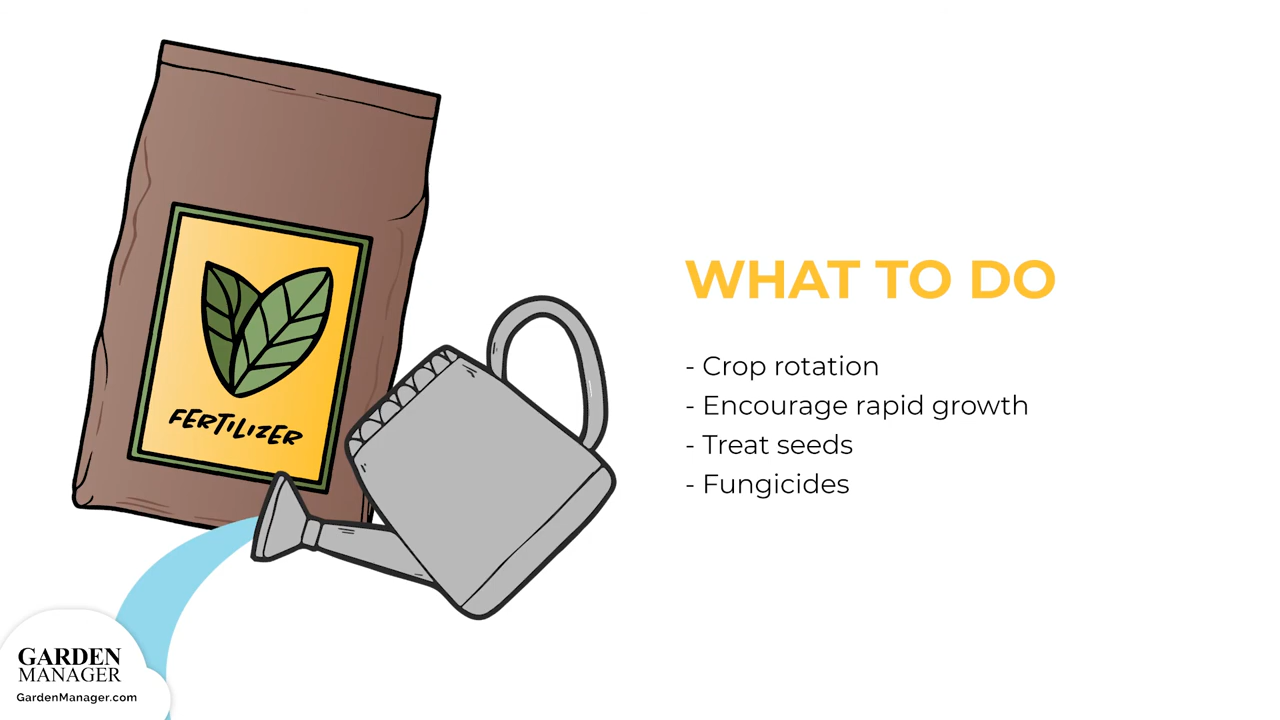 FERTILIZER
WHAT TO DO
- Crop rotation
- Encourage rapid growth
- Treat seeds
- Fungicides
GARDEN
MANAGER
GardenManager.com